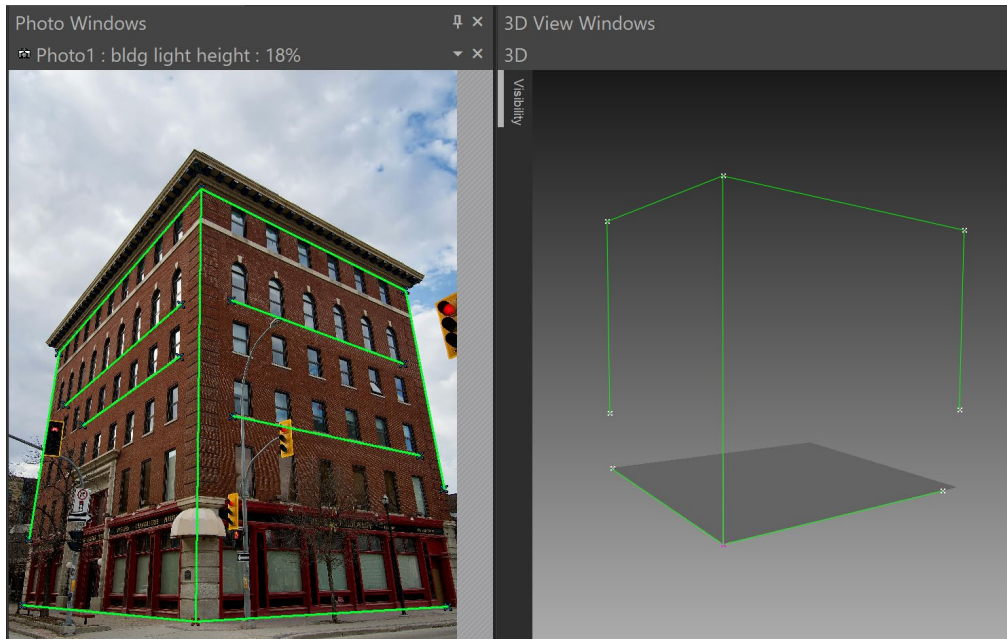 Photo Windows
Photo1 : bldg light height : 18%
3D View Windows
3D
Visibility